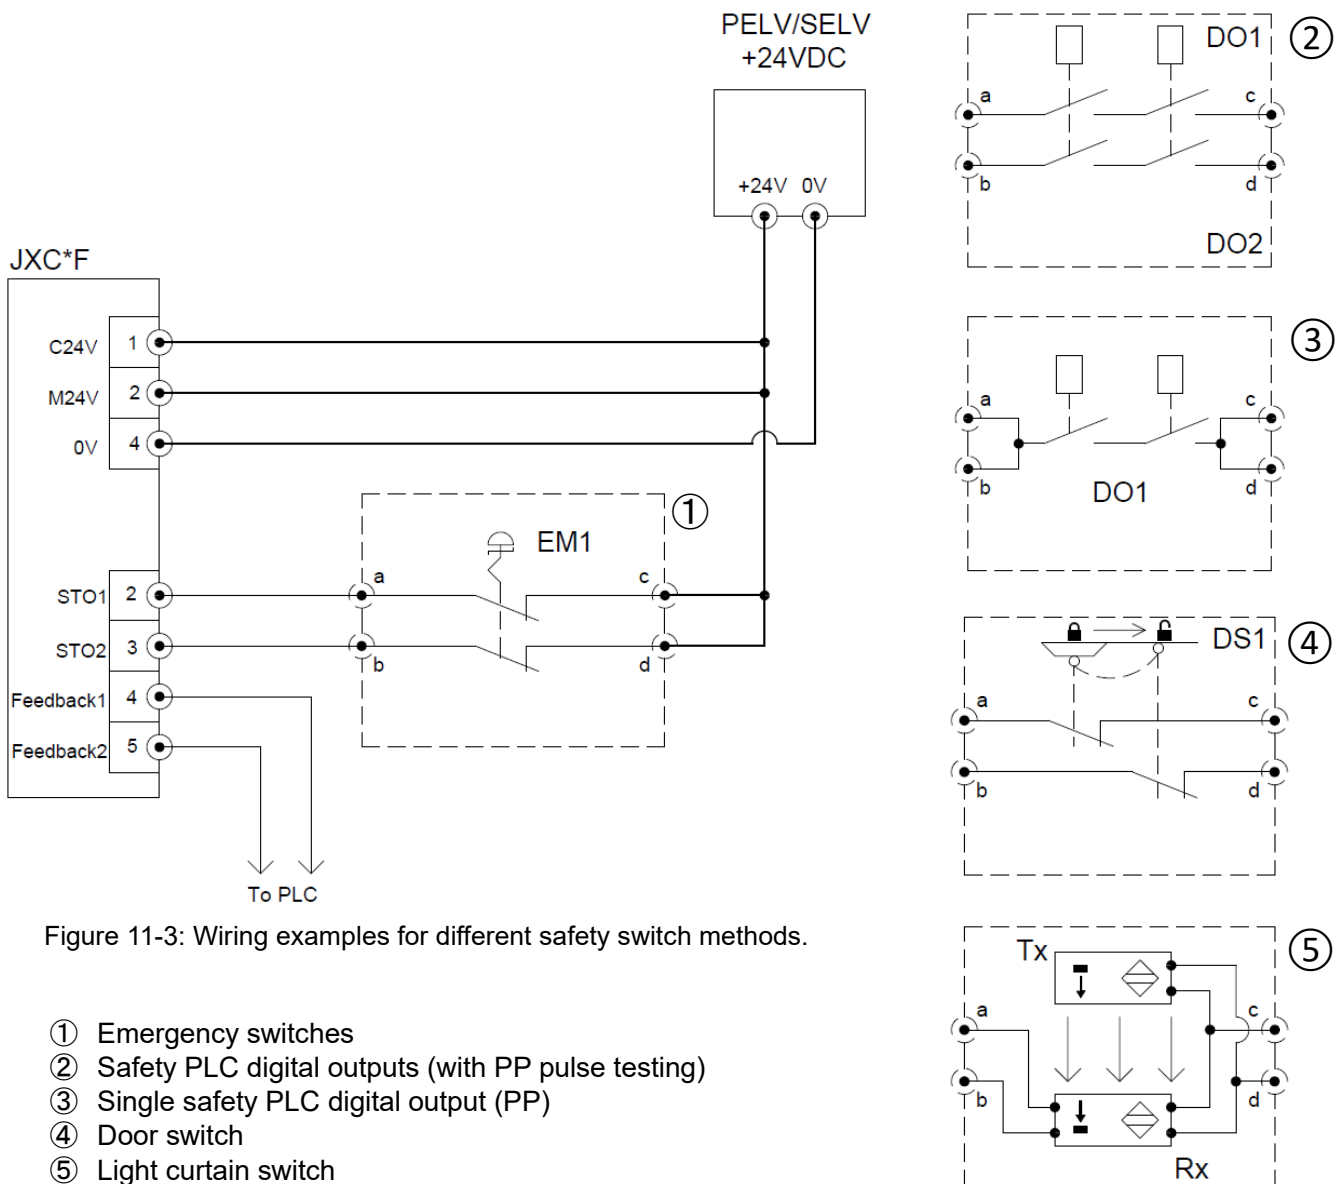 PELV/SELV
+24VDC
+24V 0V
JXC*F
C24V 1
M24V 2
0V 4
STO1 2
STO2 3
Feedback1 4
Feedback2 5
①
EM1
a c
b d
To PLC
DO1 ②
a c
b d
DO2
③
a c
b d
DO1
DS1 ④
a c
b d
Tx ⑤
a c
b d
Rx
Figure 11-3: Wiring examples for different safety switch methods.
① Emergency switches
② Safety PLC digital outputs (with PP pulse testing)
③ Single safety PLC digital output (PP)
④ Door switch
⑤ Light curtain switch